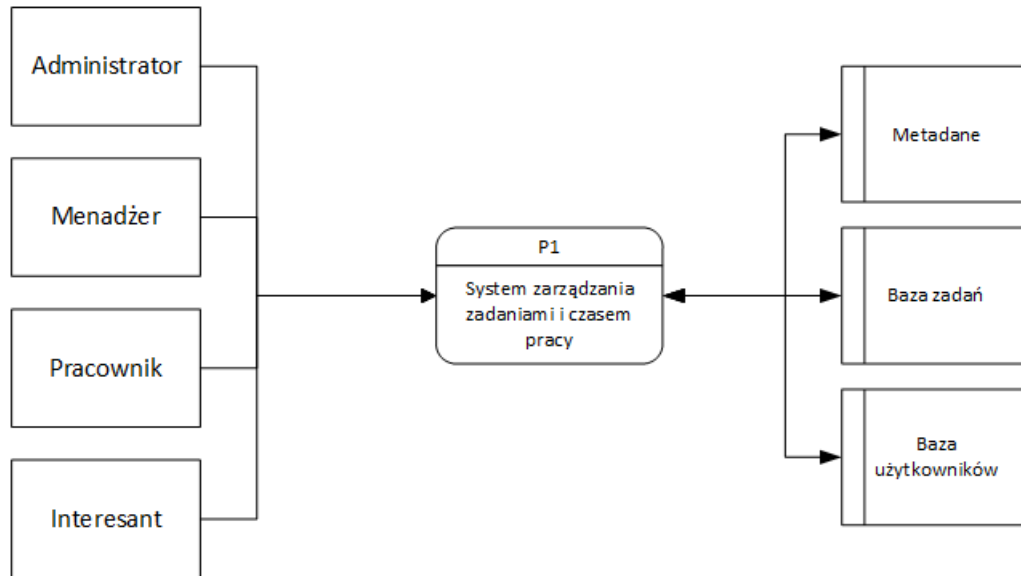 Administrator
Menadżer
Pracownik
Interesant
P1
System zarządzania
zadaniami i czasem
pracy
Metadane
Baza zadań
Baza
użytkowników